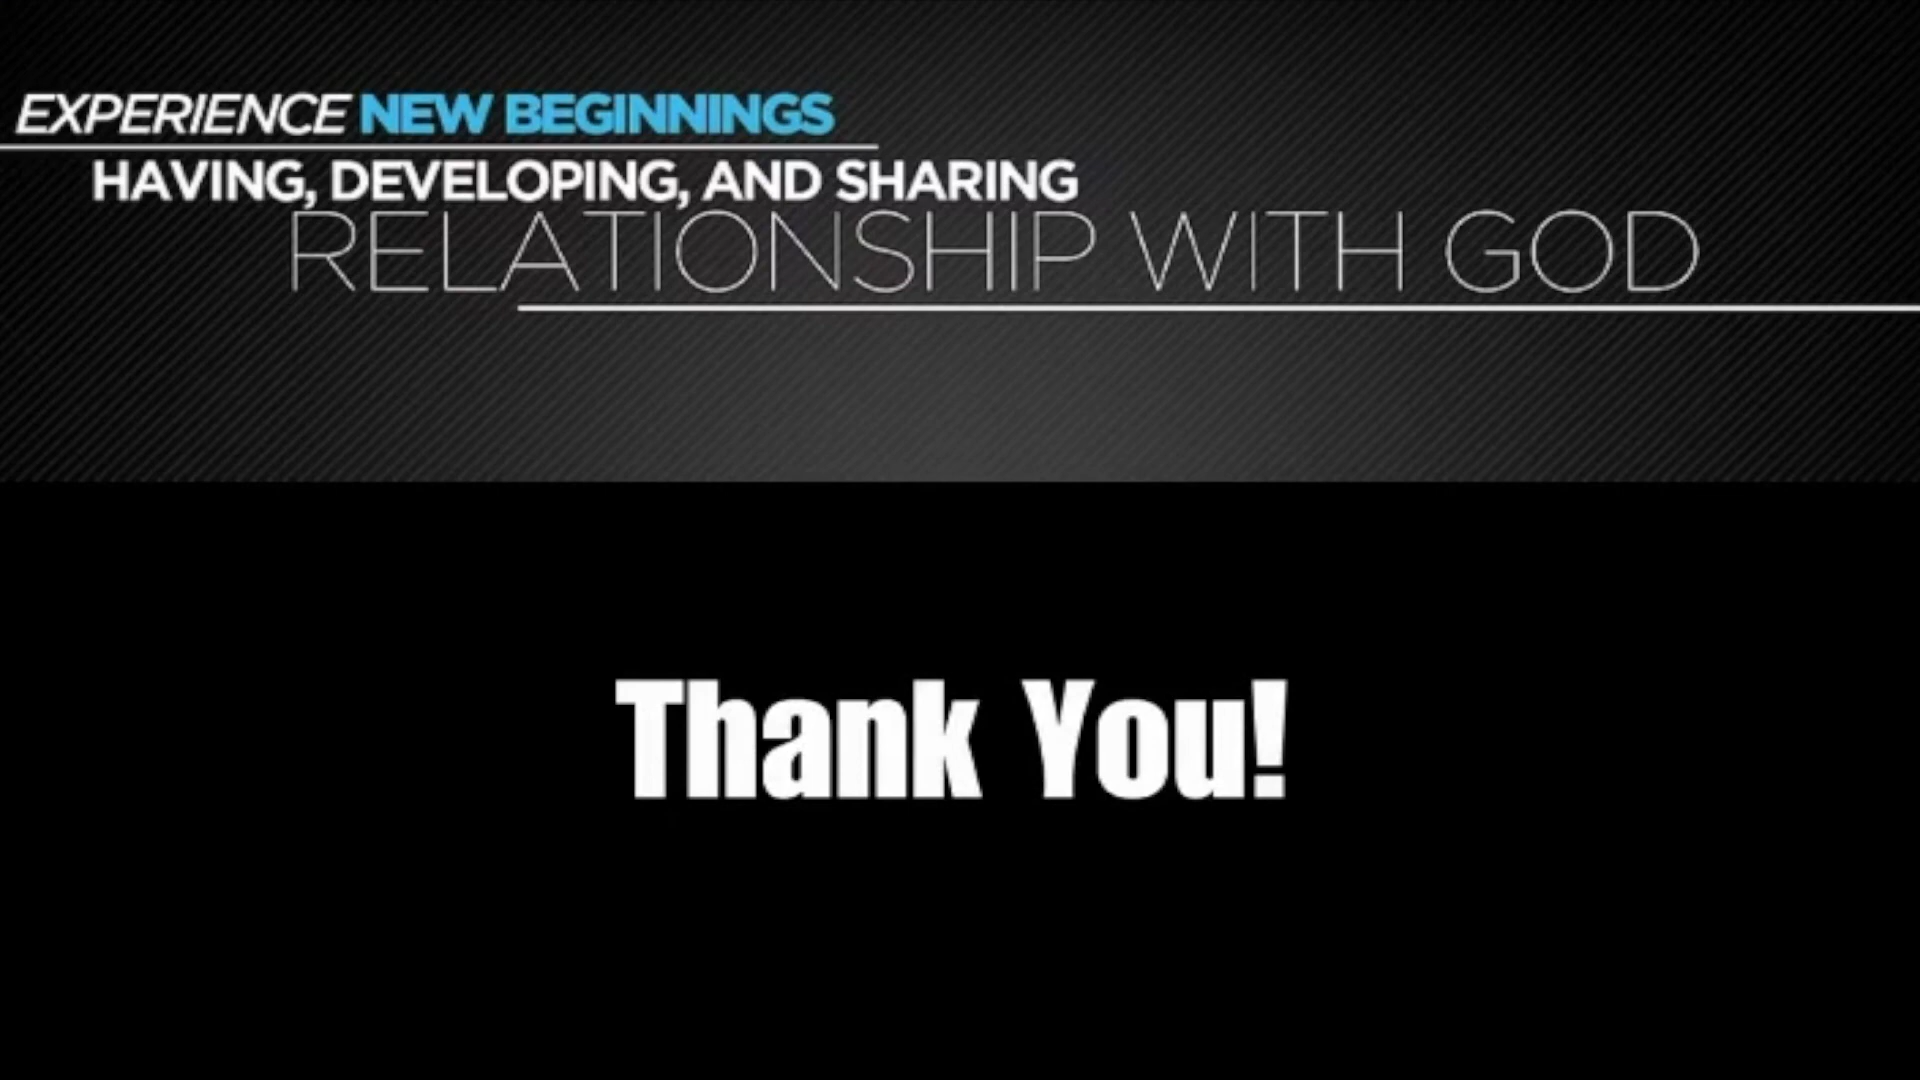 EXPERIENCE NEW BEGINNINGS
HAVING, DEVELOPING, AND SHARING
RELATIONSHIP WITH GOD
Thank You!